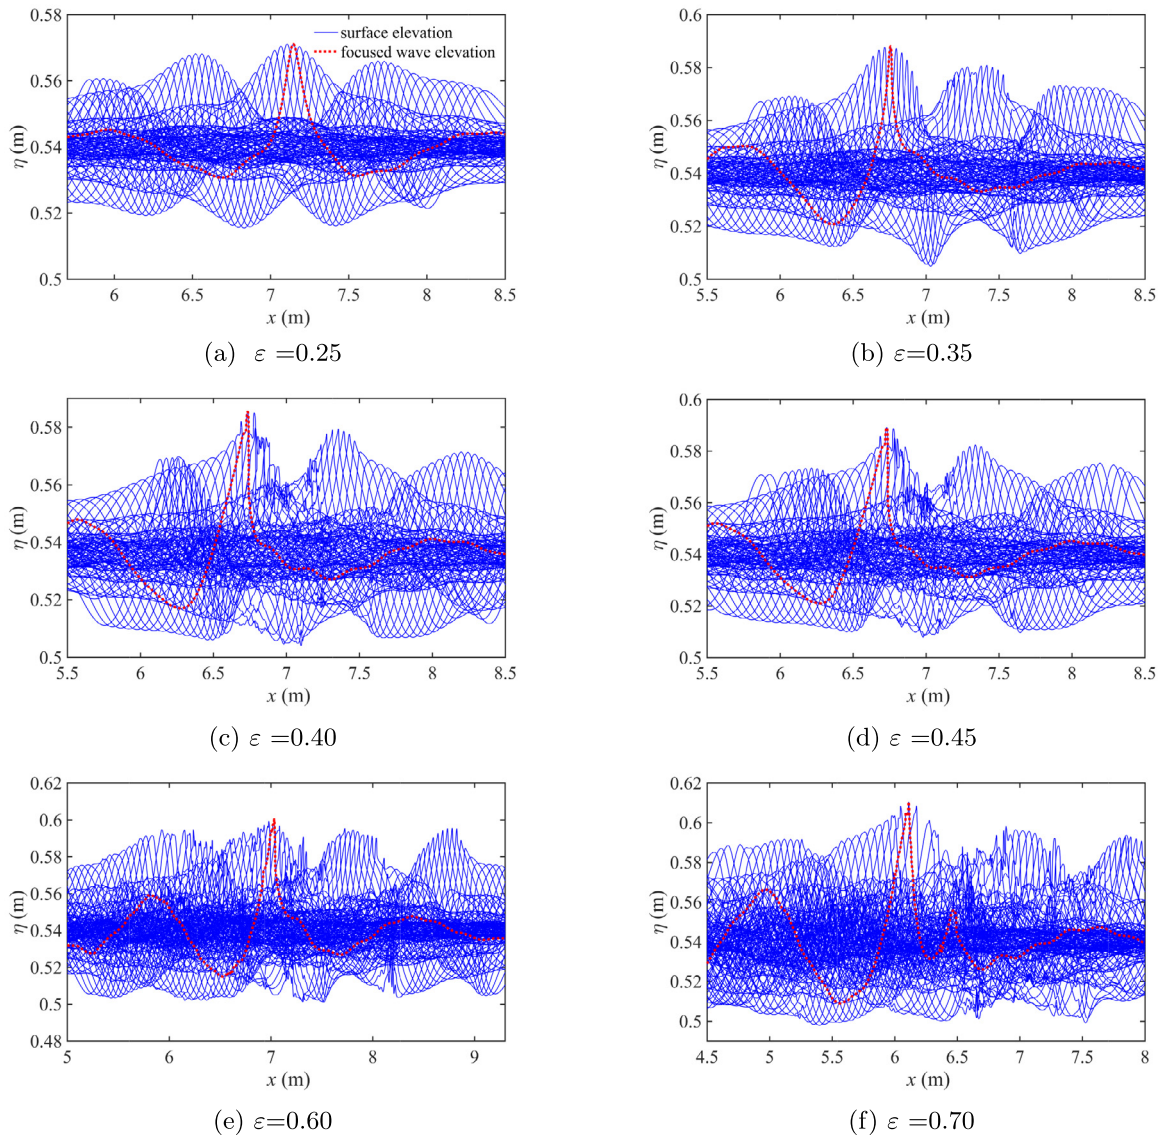 0.58
0.56
0.54
0.52
0.5
η (m)
surface elevation
focused wave elevation
6 6.5 7 7.5 8 8.5
x (m)
(a) ε =0.25
0.6
0.58
0.56
0.54
0.52
0.5
η (m)
5.5 6 6.5 7 7.5 8 8.5
x (m)
(b) ε=0.35
0.58
0.56
0.54
0.52
0.5
η (m)
5.5 6 6.5 7 7.5 8 8.5
x (m)
(c) ε =0.40
0.6
0.58
0.56
0.54
0.52
0.5
η (m)
5.5 6 6.5 7 7.5 8 8.5
x (m)
(d) ε =0.45
0.62
0.6
0.58
0.56
0.54
0.52
0.5
0.48
η (m)
5 6 7 8 9
x (m)
(e) ε=0.60
0.62
0.6
0.58
0.56
0.54
0.52
0.5
η (m)
4.5 5 5.5 6 6.5 7 7.5 8
x (m)
(f) ε =0.70